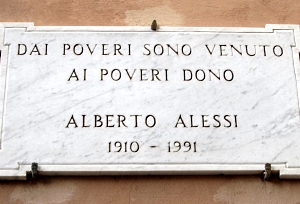 DAI POVERI SONO VENUTO
AI POVERI DONO
ALBERTO ALESSI
1910 - 1991